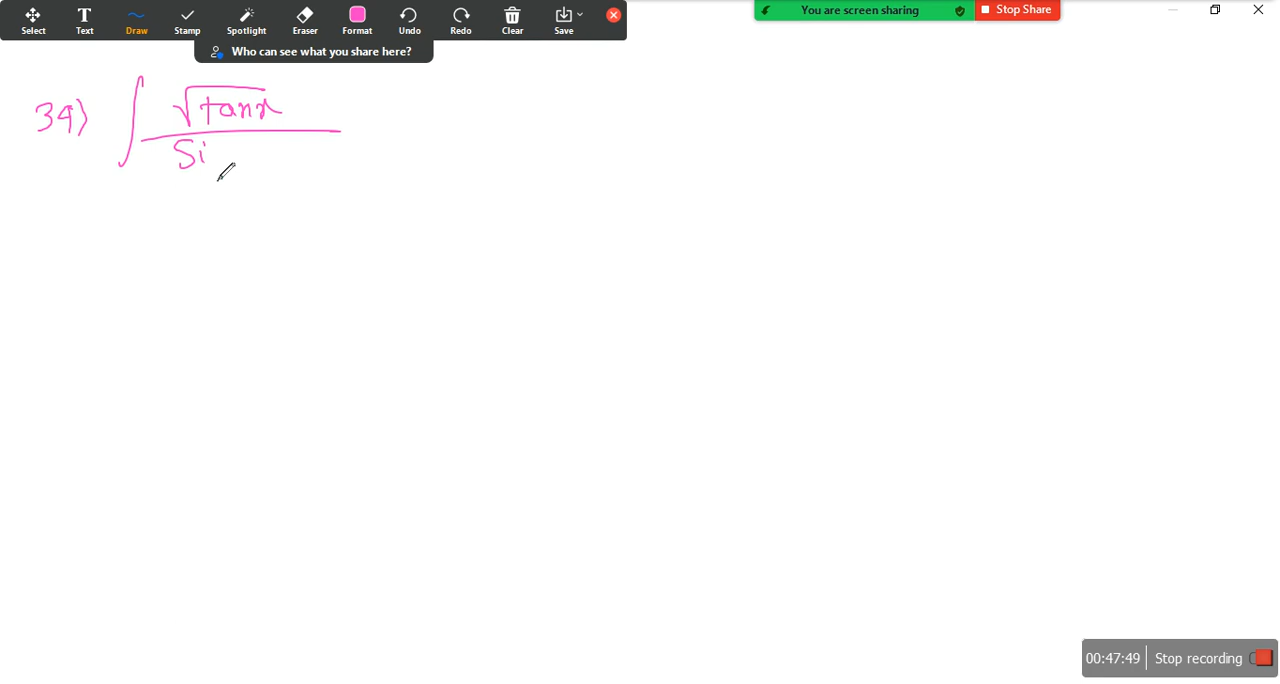 Select Text Draw Stamp Spotlight Eraser Format Undo Redo Clear Save
You are screen sharing Stop Share
Who can see what you share here?
34) ∫ √tanx
Si
00:47:49 Stop recording